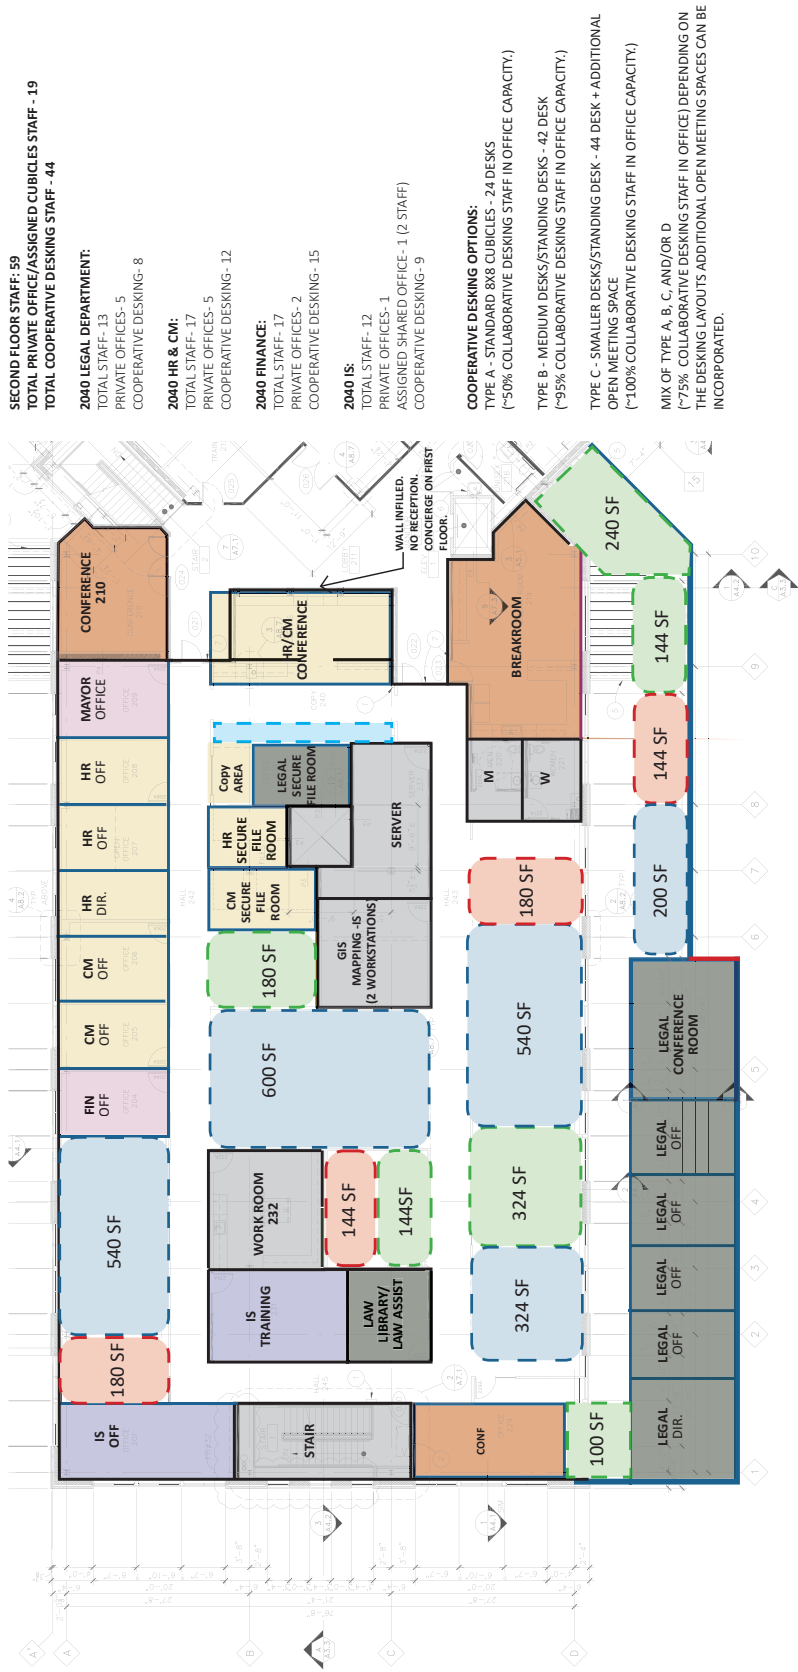 SECOND FLOOR STAFF: 59
TOTAL PRIVATE OFFICE/ASSIGNED CUBICLES STAFF - 19
TOTAL COOPERATIVE DESKING STAFF - 44
2040 LEGAL DEPARTMENT:
TOTAL STAFF- 13
PRIVATE OFFICES- 5
COOPERATIVE DESKING- 8
2040 HR & CM:
TOTAL STAFF- 17
PRIVATE OFFICES- 5
COOPERATIVE DESKING- 12
2040 FINANCE:
TOTAL STAFF- 17
PRIVATE OFFICES- 2
COOPERATIVE DESKING- 15
2040 IS:
TOTAL STAFF- 12
PRIVATE OFFICES- 1
ASSIGNED SHARED OFFICE- 1 (2 STAFF)
COOPERATIVE DESKING- 9
COOPERATIVE DESKING OPTIONS:
TYPE A - STANDARD 8X8 CUBICLES - 24 DESKS
(~50% COLLABORATIVE DESKING STAFF IN OFFICE CAPACITY.)
TYPE B - MEDIUM DESKS/STANDING DESKS - 42 DESK
(~95% COLLABORATIVE DESKING STAFF IN OFFICE CAPACITY.)
TYPE C - SMALLER DESKS/STANDING DESK - 44 DESK + ADDITIONAL
OPEN MEETING SPACE
(~100% COLLABORATIVE DESKING STAFF IN OFFICE CAPACITY.)
MIX OF TYPE A, B, C, AND/OR D
(~75% COLLABORATIVE DESKING STAFF IN OFFICE) DEPENDING ON
THE DESKING LAYOUTS ADDITIONAL OPEN MEETING SPACES CAN BE
INCORPORATED.
IS
OFF
180 SF
540 SF
FIN
OFF
CM
OFF
CM
OFF
HR
DIR.
HR
OFF
HR
OFF
MAYOR
OFFICE
CONFERENCE
210
STAIR
IS
TRAINING
LAW
LIBRARY/
LAW ASSIST
WORK ROOM
232
144 SF
144SF
600 SF
180 SF
GIS
MAPPING -IS
(2 WORKSTATIONS)
CM
SECURE
FILE
ROOM
HR
SECURE
FILE
ROOM
SERVER
Copy
AREA
LEGAL
SECURE
FILE ROOM
HR/CM
CONFERENCE
WALL INFILLED.
NO RECEPTION.
CONCIERGE ON FIRST
FLOOR.
CONF
324 SF
324 SF
540 SF
180 SF
M
W
BREAKROOM
100 SF
LEGAL
DIR.
LEGAL
OFF
LEGAL
OFF
LEGAL
OFF
LEGAL
OFF
LEGAL
CONFERENCE
ROOM
200 SF
144 SF
144 SF
240 SF
A'
A
B
C
D
1
2
3
4
5
6
7
8
9
10